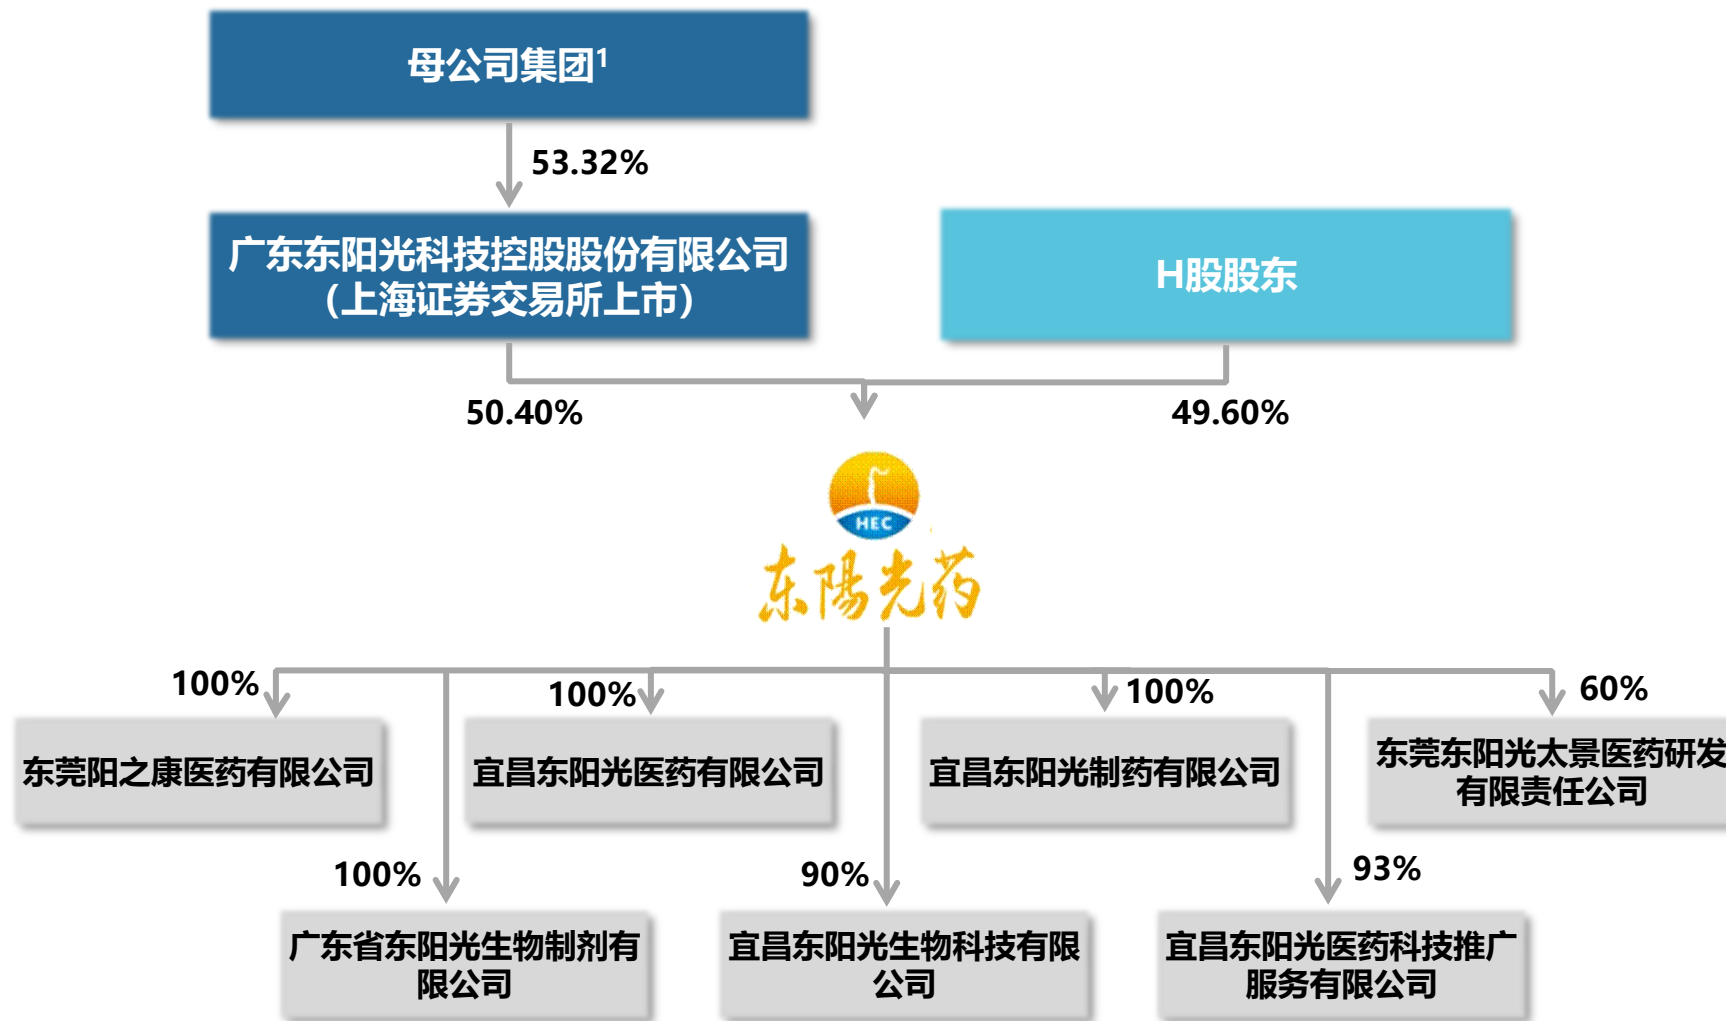 母公司集团¹
53.32%
广东东阳光科技控股股份有限公司
（上海证券交易所上市）
H股股东
50.40%
49.60%
HEC
东陽光药
100%
100%
100%
60%
东莞阳之康医药有限公司
宜昌东阳光医药有限公司
宜昌东阳光制药有限公司
东莞东阳光太景医药研发
有限责任公司
100%
90%
93%
广东省东阳光生物制剂有
限公司
宜昌东阳光生物科技有限
公司
宜昌东阳光医药科技推广
服务有限公司